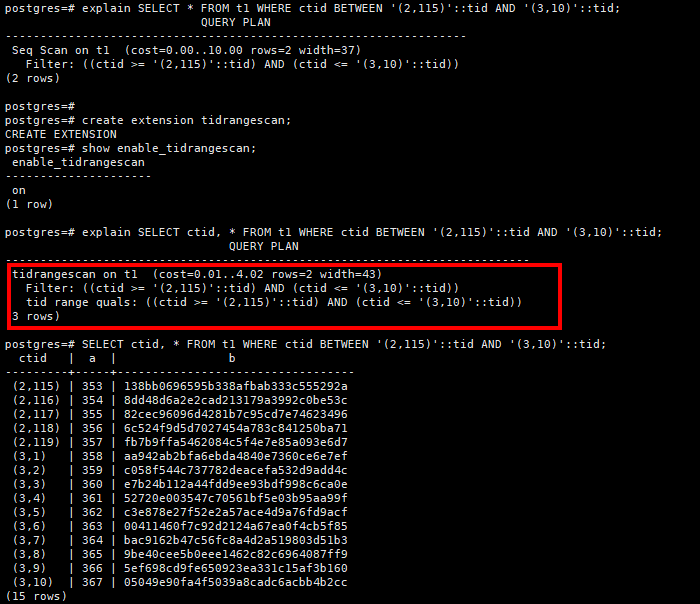 postgres=# explain SELECT * FROM t1 WHERE ctid BETWEEN '(2,115)'::tid AND '(3,10)'::tid;
                            QUERY PLAN
------------------------------------------------------------------
 Seq Scan on t1  (cost=0.00..10.00 rows=2 width=37)
   Filter: ((ctid >= '(2,115)'::tid) AND (ctid <= '(3,10)'::tid))
(2 rows)
postgres=#
postgres=# create extension tidrangescan;
CREATE EXTENSION
postgres=# show enable_tidrangescan;
 enable_tidrangescan
---------------------
 on
(1 row)
postgres=# explain SELECT ctid, * FROM t1 WHERE ctid BETWEEN '(2,115)'::tid AND '(3,10)'::tid;
                                QUERY PLAN
---------------------------------------------------------------------------
tidrangescan on t1  (cost=0.01..4.02 rows=2 width=43)
   Filter: ((ctid >= '(2,115)'::tid) AND (ctid <= '(3,10)'::tid))
   tid range quals: ((ctid >= '(2,115)'::tid) AND (ctid <= '(3,10)'::tid))
3 rows)
postgres=# SELECT ctid, * FROM t1 WHERE ctid BETWEEN '(2,115)'::tid AND '(3,10)'::tid;
  ctid   |  a  |                b
---------+-----+----------------------------------
 (2,115) | 353 | 138bb0696595b338afbab333c555292a
 (2,116) | 354 | 8dd48d6a2e2cad213179a3992c0be53c
 (2,117) | 355 | 82cec96096d4281b7c95cd7e74623496
 (2,118) | 356 | 6c524f9d5d7027454a783c841250ba71
 (2,119) | 357 | fb7b9ffa5462084c5f4e7e85a093e6d7
 (3,1)   | 358 | aa942ab2bfa6ebda4840e7360ce6e7ef
 (3,2)   | 359 | c058f544c737782deacefa532d9add4c
 (3,3)   | 360 | e7b24b112a44fdd9ee93bdf998c6ca0e
 (3,4)   | 361 | 52720e003547c70561bf5e03b95aa99f
 (3,5)   | 362 | c3e878e27f52e2a57ace4d9a76fd9acf
 (3,6)   | 363 | 00411460f7c92d2124a67ea0f4cb5f85
 (3,7)   | 364 | bac9162b47c56fc8a4d2a519803d51b3
 (3,8)   | 365 | 9be40cee5b0eee1462c82c6964087ff9
 (3,9)   | 366 | 5ef698cd9fe650923ea331c15af3b160
 (3,10)  | 367 | 05049e90fa4f5039a8cadc6acbb4b2cc
(15 rows)